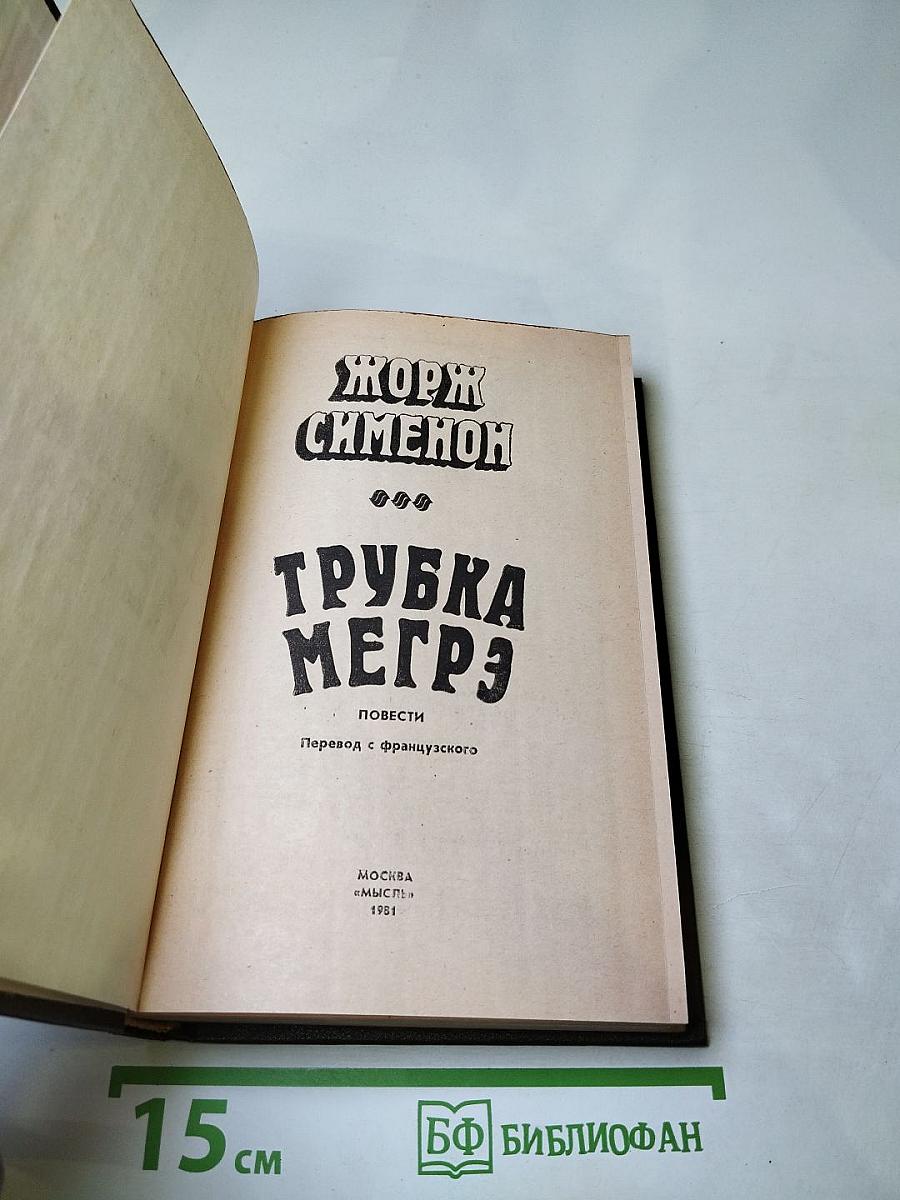 ЖОРЖ
СИМЕНОН
ТРУБКА
МЕГРЭ
ПОВЕСТИ
Перевод с французского
МОСКВА
«МЫСЛЬ»
1981
15 см
БФ БИБЛИОФАН